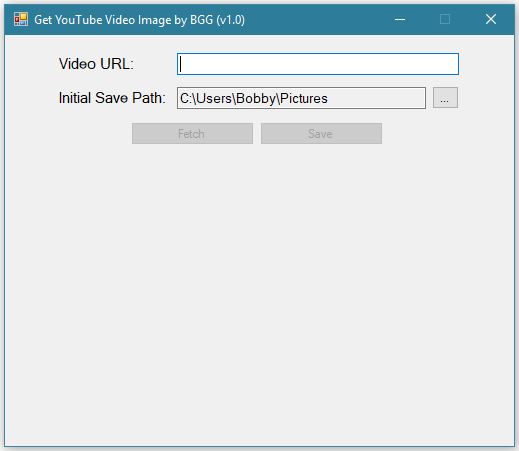 Get YouTube Video Image by BGG (v1.0)
Video URL:
Initial Save Path: C:\Users\Bobby\Pictures ...
Fetch Save